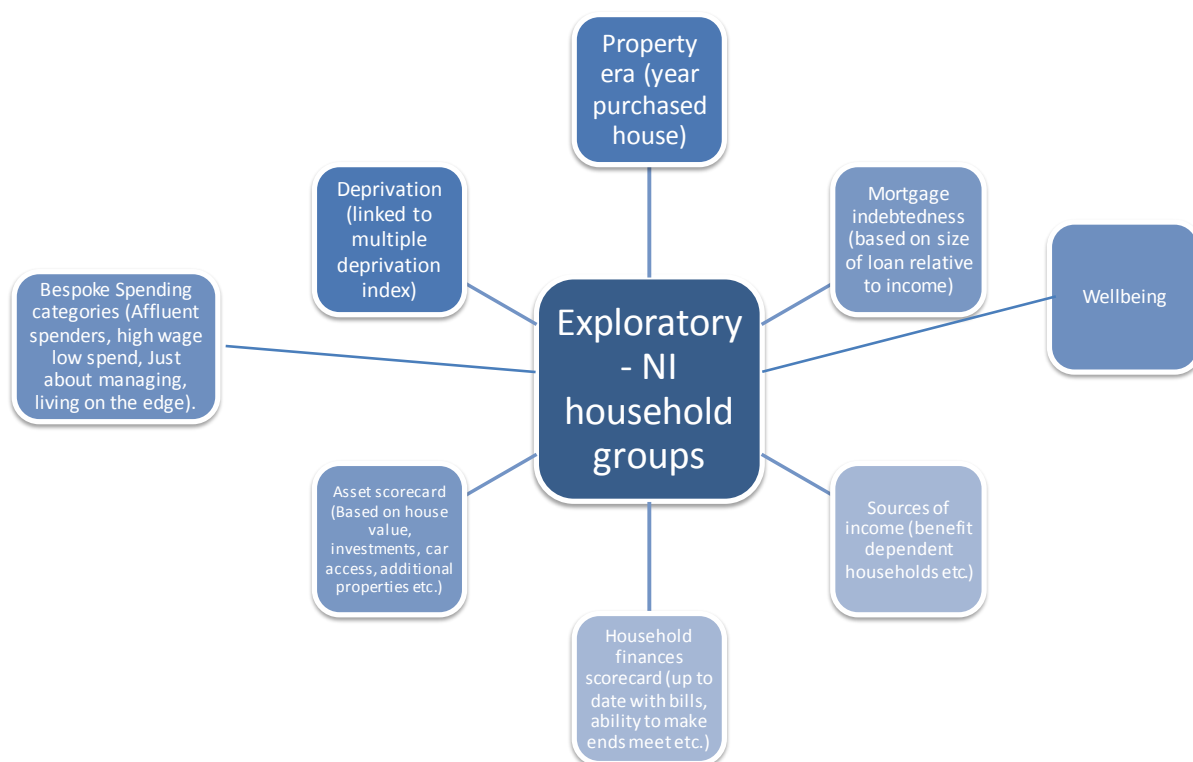 Property
era (year
purchased
house)
Deprivation
(linked to
multiple
deprivation
index)
Mortgage
indebtedness
(based on size
of loan relative
to income)
Wellbeing
Bespoke Spending
categories (Affluent
spenders, high wage
low spend, Just
about managing,
living on the edge).
Exploratory
- NI
household
groups
Asset scorecard
(Based on house
value,
investments, car
access, additional
properties etc.)
Sources of
income (benefit
dependent
households etc.)
Household
finances
scorecard (up to
date with bills,
ability to make
ends meet etc.)